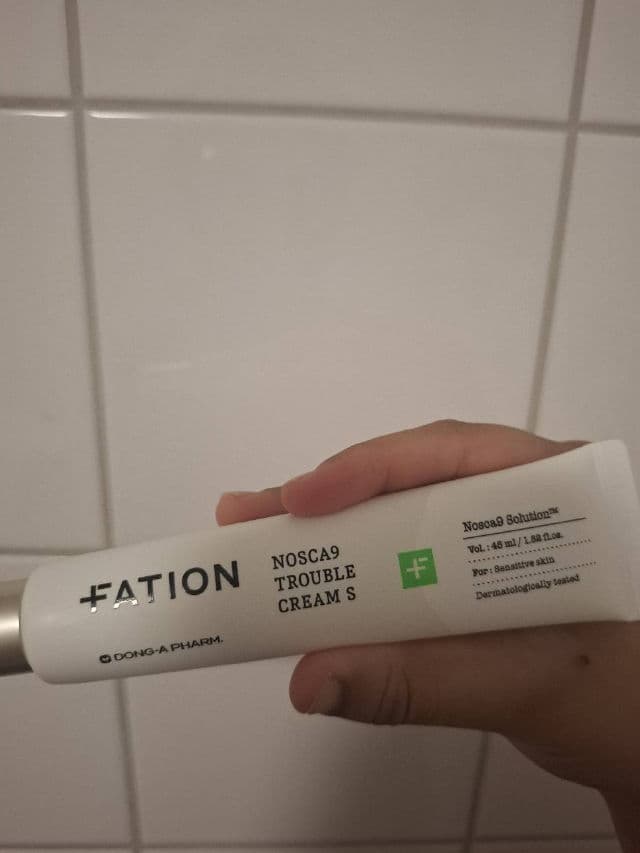 FATION
DONG-A PHARM.
NOSCA9
TROUBLE
CREAM S
Nosca9 Solution™
Vol.: 45 ml / 1.52 fl.oz.
For : Sensitive skin
Dermatologically tested